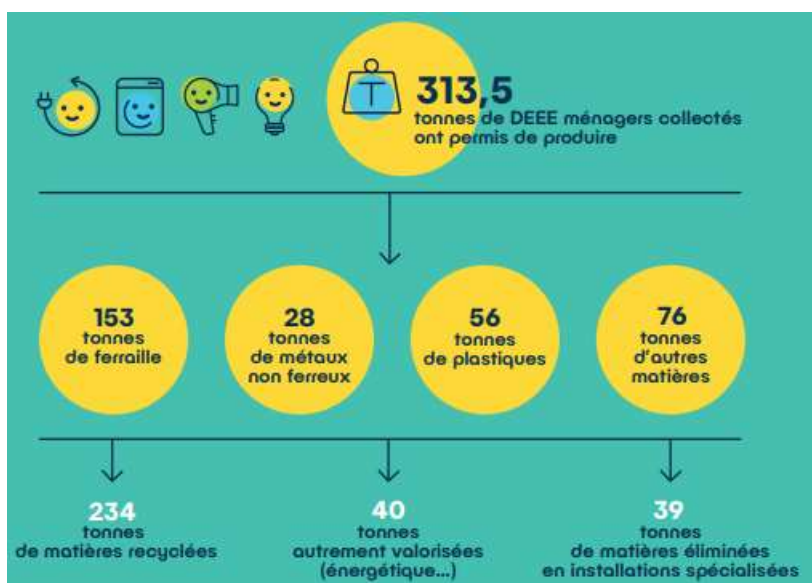 313,5
tonnes de DEEE ménagers collectés
ont permis de produire
153
tonnes
de ferraille
28
tonnes
de métaux
non ferreux
56
tonnes
de plastiques
76
tonnes
d'autres
matières
234
tonnes
de matières recyclées
40
tonnes
autrement valorisées
(énergétique...)
39
tonnes
de matières éliminées
en installations spécialisées